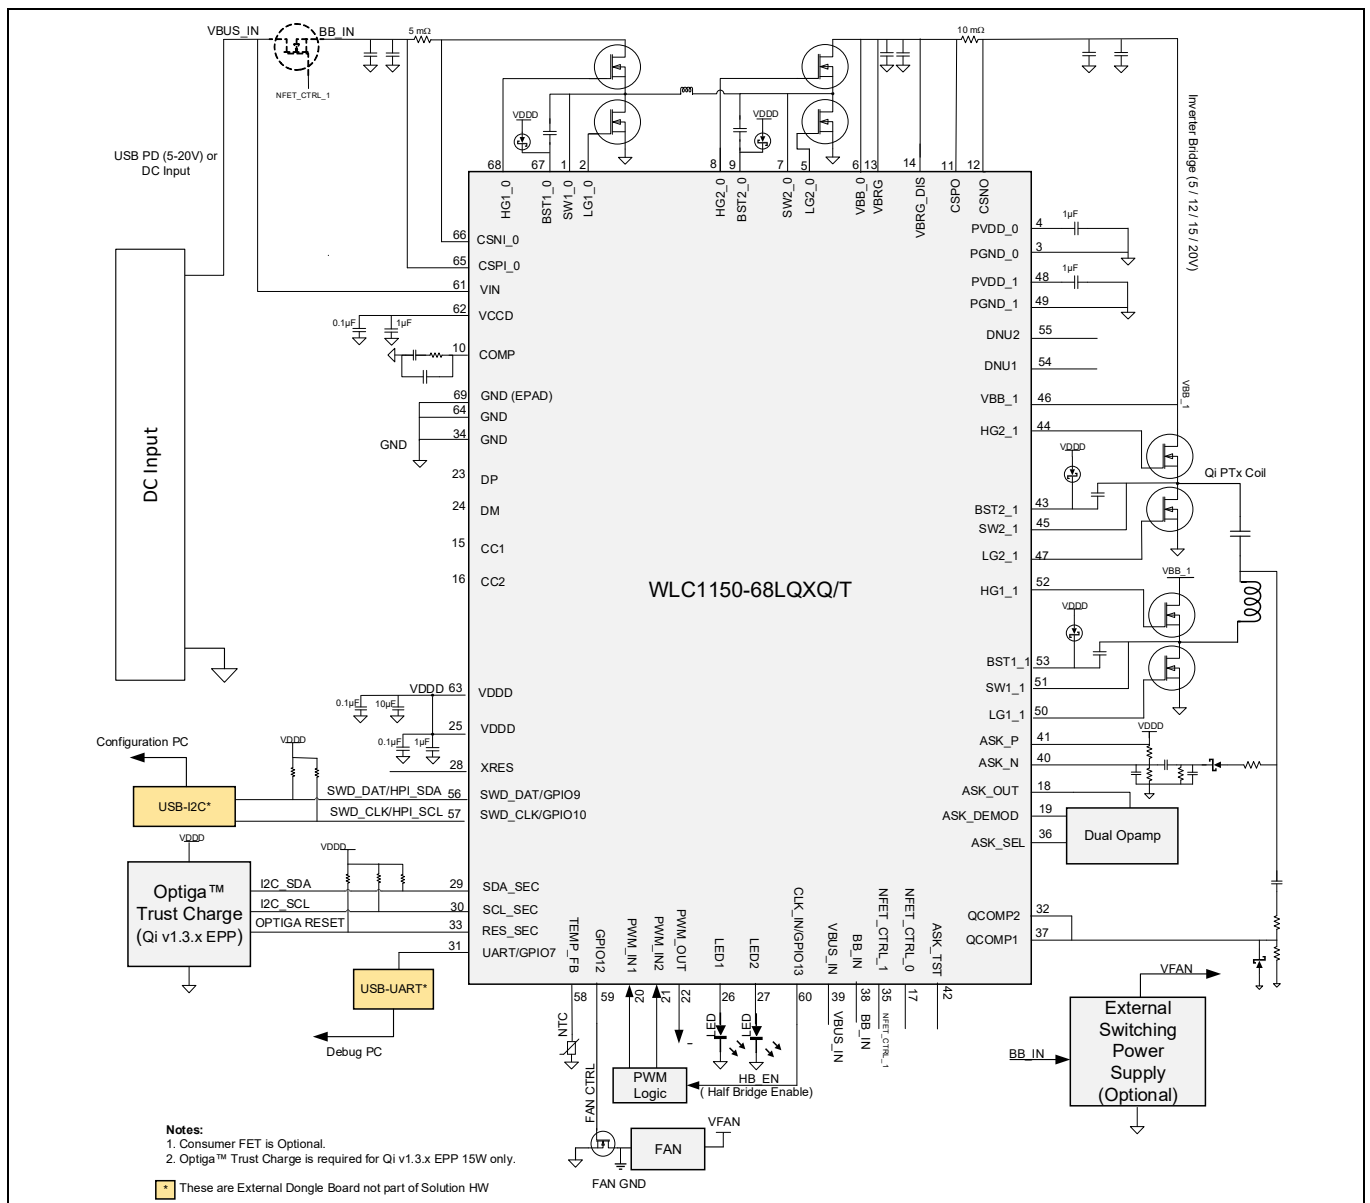 VBUS_IN
BB_IN
5 mΩ
10 mΩ
NFET_CTRL_1
VDDD
VDDD
USB PD (5-20V) or
DC Input
Inverter Bridge (5 / 12 / 15 / 20V)
68
67
1
2
8
9
7
5
6
13
14
11
12
HG1_0
BST1_0
SW1_0
LG1_0
HG2_0
BST2_0
SW2_0
LG2_0
VBB_0
VBRG
VBRG_DIS
CSPO
CSNO
66 CSNI_0
65 CSPI_0
61 VIN
62 VCCD
0.1µF
1µF
10 COMP
69 GND (EPAD)
64 GND
34 GND
GND
23 DP
24 DM
15 CC1
16 CC2
DC Input
WLC1150-68LQXQ/T
PVDD_0 4
1µF
PGND_0 3
PVDD_1 48
1µF
PGND_1 49
DNU2 55
DNU1 54
VBB_1 46
VBB_1
HG2_1 44
VDDD
Qi PTx Coil
BST2_1 43
SW2_1 45
LG2_1 47
HG1_1 52
VBB_1
VDDD
BST1_1 53
SW1_1 51
LG1_1 50
VDDD
ASK_P 41
ASK_N 40
ASK_OUT 18
ASK_DEMOD 19
ASK_SEL 36
Dual Opamp
QCOMP2 32
QCOMP1 37
VDDD 63 VDDD
0.1µF
10µF
25 VDDD
0.1µF
1µF
28 XRES
Configuration PC
VDDD
USB-I2C*
SWD_DAT/HPI_SDA 56 SWD_DAT/GPIO9
SWD_CLK/HPI_SCL 57 SWD_CLK/GPIO10
VDDD
VDDD
Optiga™
Trust Charge
(Qi v1.3.x EPP)
I2C_SDA 29 SDA_SEC
I2C_SCL 30 SCL_SEC
OPTIGA RESET 33 RES_SEC
31 UART/GPIO7
USB-UART*
Debug PC
TEMP_FB
GPIO12
PWM_IN1
PWM_IN2
PWM_OUT
LED1
LED2
CLK_IN/GPIO13
VBUS_IN
BB_IN
NFET_CTRL_1
NFET_CTRL_0
ASK_TST
58
59
20
21
22
26
27
60
39
38
35
17
42
NTC
LED
LED
VBUS_IN
BB_IN
NFET_CTRL_1
FAN CTRL
PWM
Logic
HB_EN
( Half Bridge Enable)
VFAN
FAN
FAN GND
VFAN
BB_IN
External
Switching
Power
Supply
(Optional)
Notes:
1. Consumer FET is Optional.
2. Optiga™ Trust Charge is required for Qi v1.3.x EPP 15W only.
* These are External Dongle Board not part of Solution HW